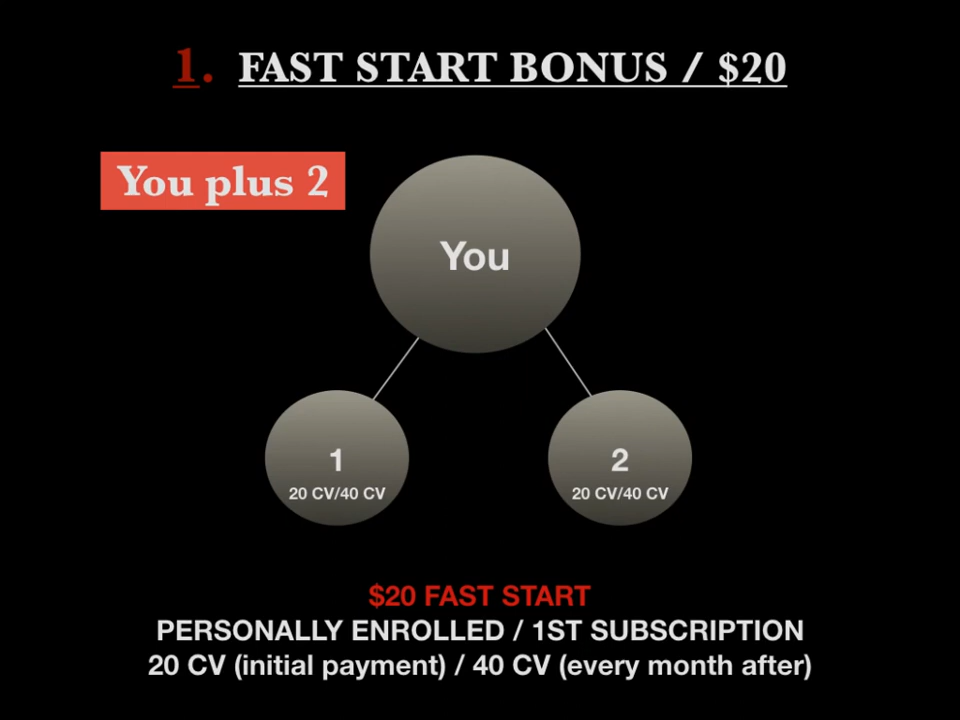 1. FAST START BONUS / $20
You plus 2
You
1
20 CV/40 CV
2
20 CV/40 CV
$20 FAST START
PERSONALLY ENROLLED / 1ST SUBSCRIPTION
20 CV (initial payment) / 40 CV (every month after)